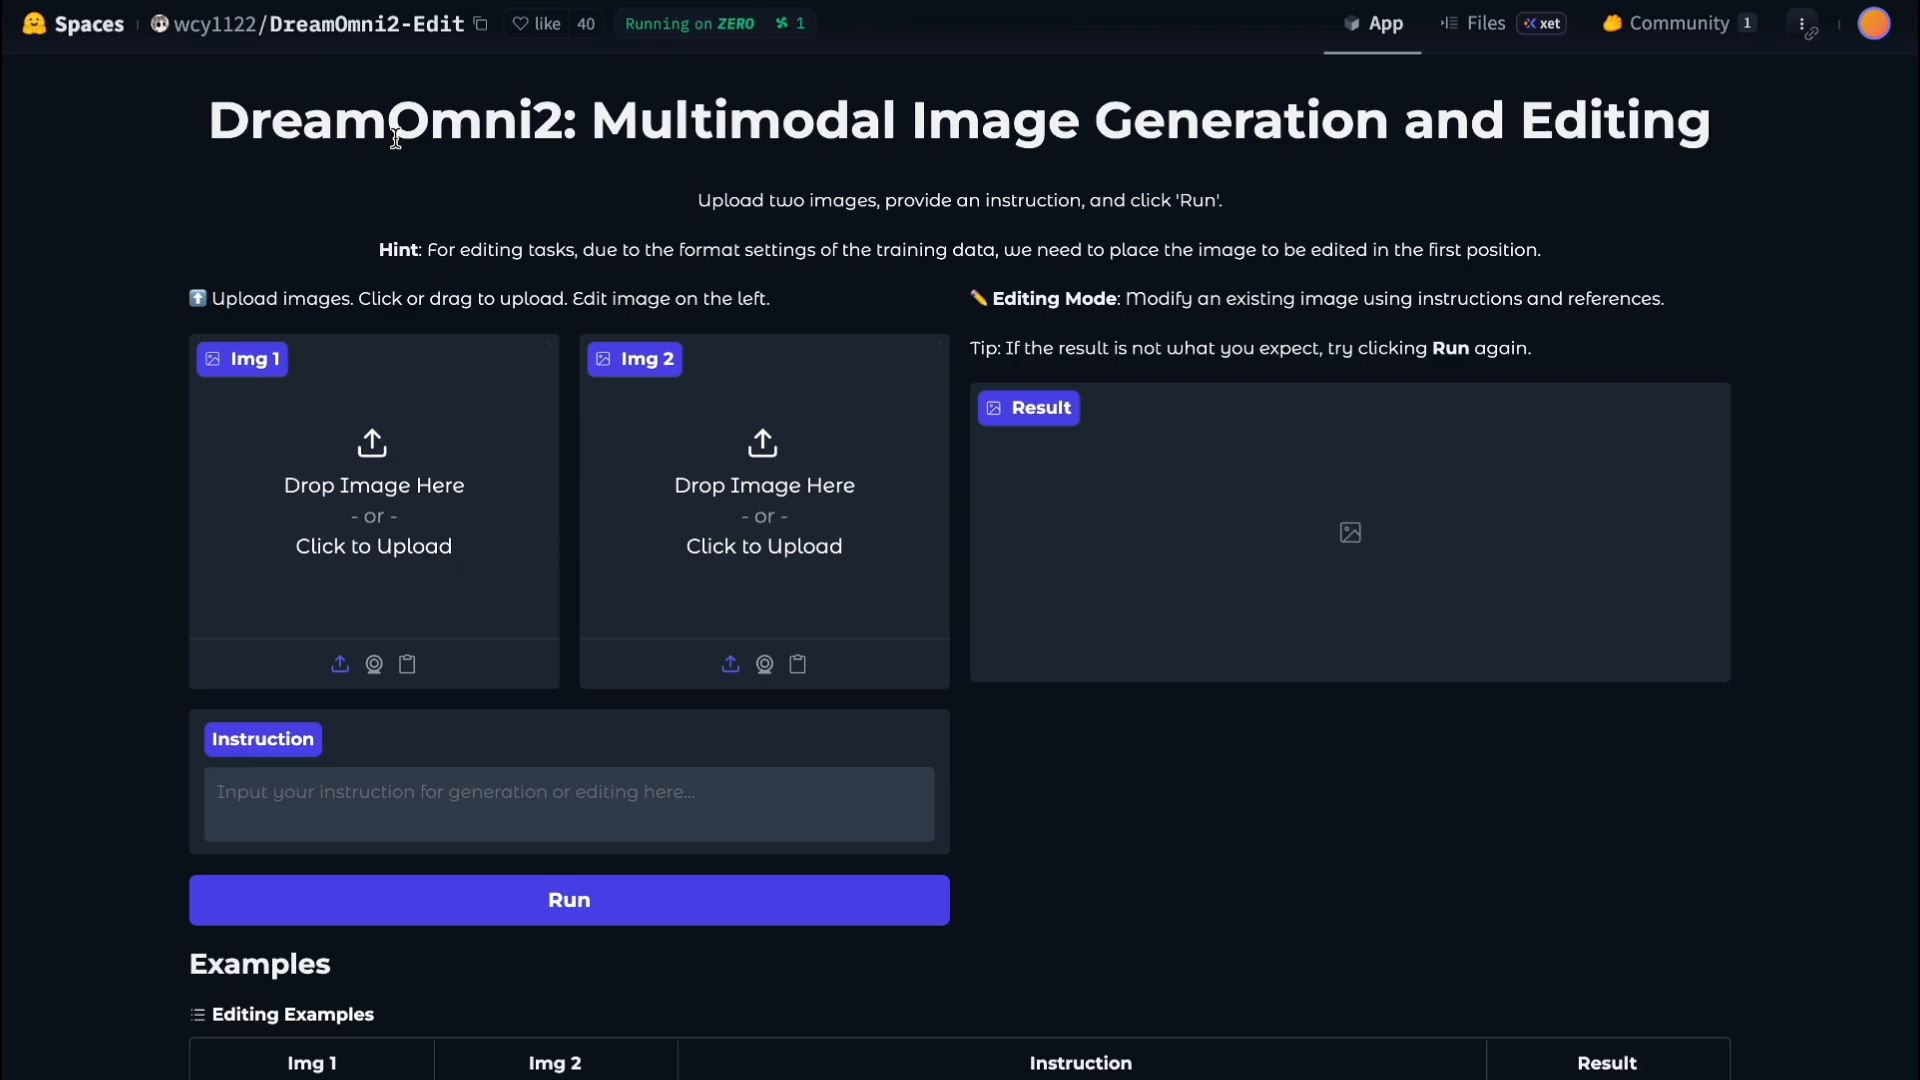 Spaces wcy1122/DreamOmni2-Edit like 40 Running on ZERO 1 App Files xet Community 1
DreamOmni2: Multimodal Image Generation and Editing
Upload two images, provide an instruction, and click 'Run'.
Hint: For editing tasks, due to the format settings of the training data, we need to place the image to be edited in the first position.
Upload images. Click or drag to upload. Edit image on the left.
Img 1
Drop Image Here
- or -
Click to Upload
Img 2
Drop Image Here
- or -
Click to Upload
Instruction
Input your instruction for generation or editing here...
Run
Editing Mode: Modify an existing image using instructions and references.
Tip: If the result is not what you expect, try clicking Run again.
Result
Examples
Editing Examples
Img 1 Img 2 Instruction Result